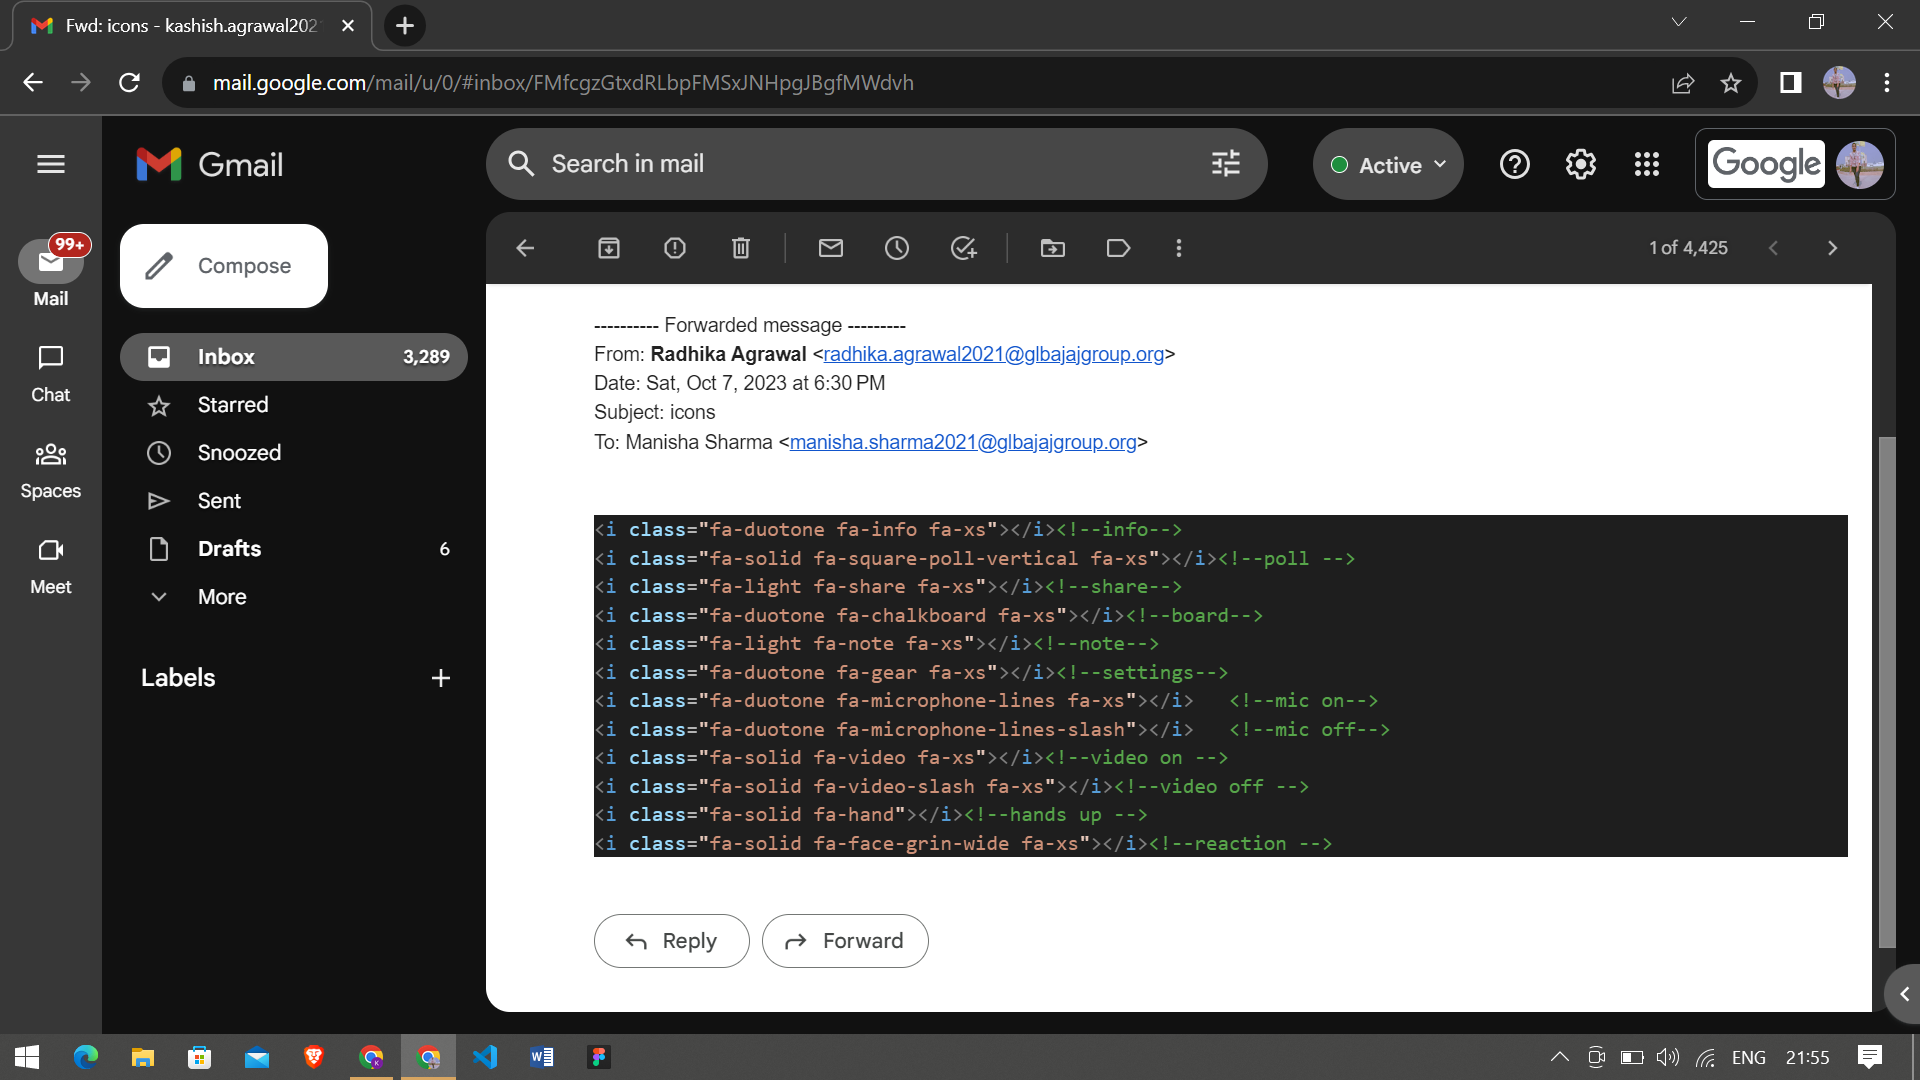 Fwd: icons - kashish.agrawal202
mail.google.com/mail/u/0/#inbox/FMfcgzGtxdRLbpFMSxJNHpgJBgfMWdvh
Gmail
Search in mail
Active
Google
99+
Mail
Chat
Spaces
Meet
Compose
Inbox 3,289
Starred
Snoozed
Sent
Drafts 6
More
Labels
1 of 4,425
---------- Forwarded message ---------
From: Radhika Agrawal <radhika.agrawal2021@glbajajgroup.org>
Date: Sat, Oct 7, 2023 at 6:30 PM
Subject: icons
To: Manisha Sharma <manisha.sharma2021@glbajajgroup.org>
<i class="fa-duotone fa-info fa-xs"></i><!--info-->
<i class="fa-solid fa-square-poll-vertical fa-xs"></i><!--poll -->
<i class="fa-light fa-share fa-xs"></i><!--share-->
<i class="fa-duotone fa-chalkboard fa-xs"></i><!--board-->
<i class="fa-light fa-note fa-xs"></i><!--note-->
<i class="fa-duotone fa-gear fa-xs"></i><!--settings-->
<i class="fa-duotone fa-microphone-lines fa-xs"></i>   <!--mic on-->
<i class="fa-duotone fa-microphone-lines-slash"></i>   <!--mic off-->
<i class="fa-solid fa-video fa-xs"></i><!--video on -->
<i class="fa-solid fa-video-slash fa-xs"></i><!--video off -->
<i class="fa-solid fa-hand"></i><!--hands up -->
<i class="fa-solid fa-face-grin-wide fa-xs"></i><!--reaction -->
Reply
Forward
ENG
21:55